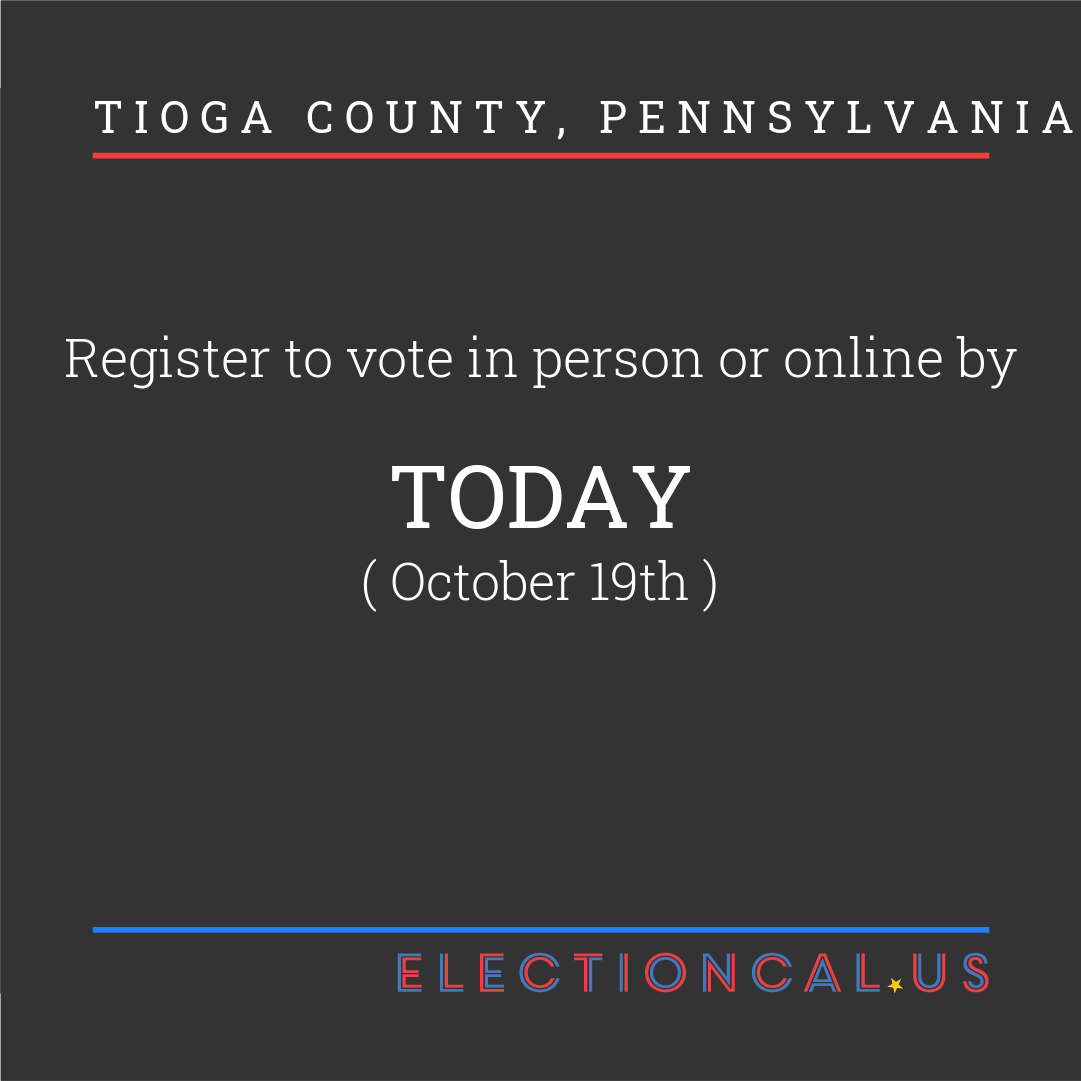 TIOGA COUNTY, PENNSYLVANIA
Register to vote in person or online by
TODAY
( October 19th )
ELECTIONCAL.US